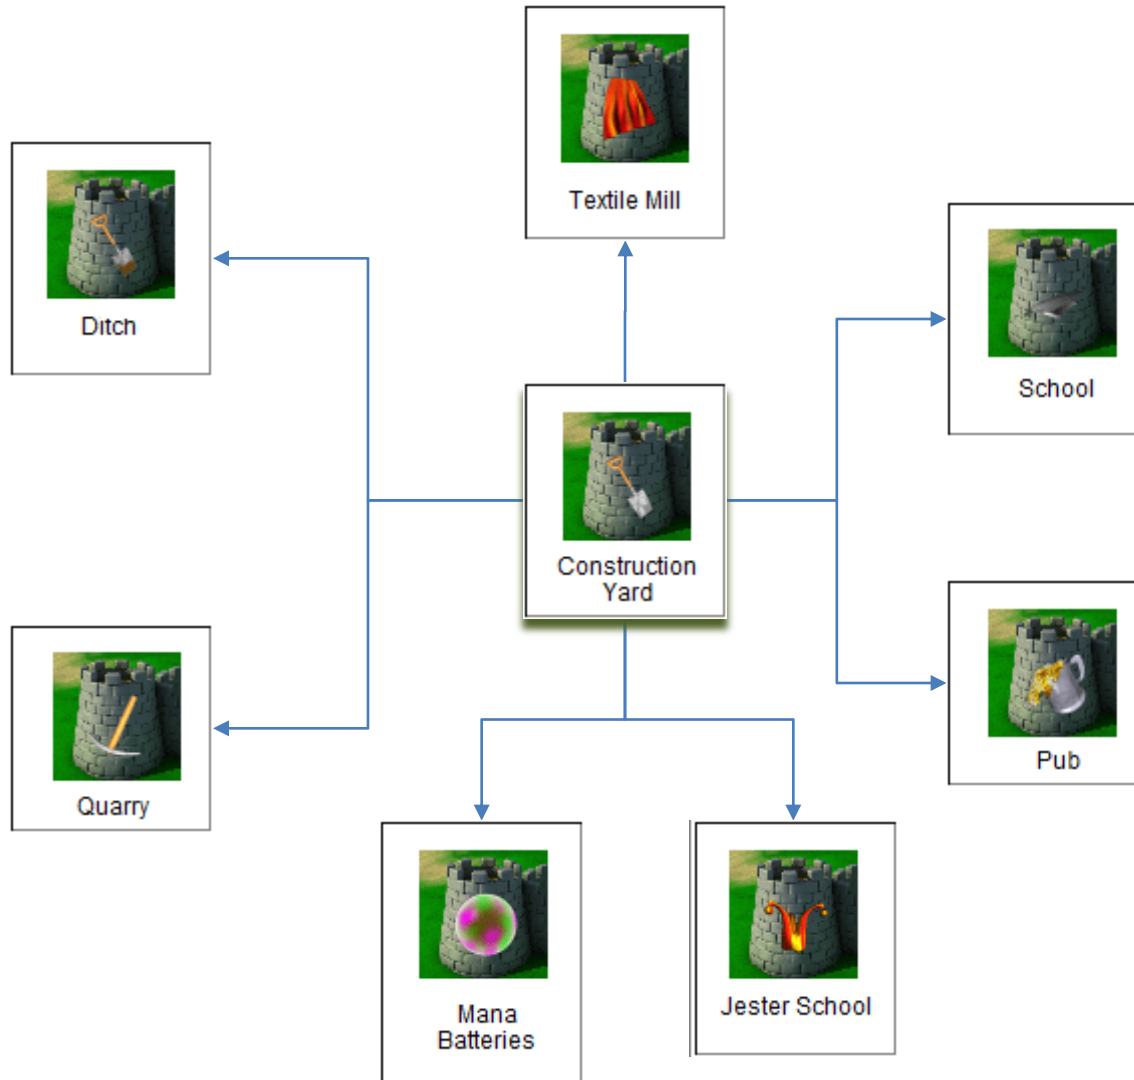 Textile Mill
Ditch
School
Construction
Yard
Quarry
Pub
Mana
Batteries
Jester School